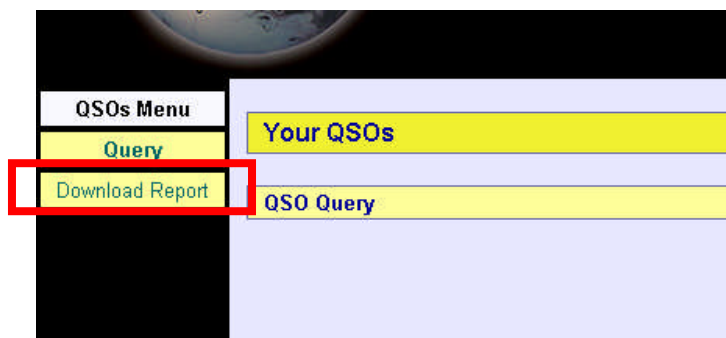 QSOs Menu
Query
Download Report
Your QSOs
QSO Query